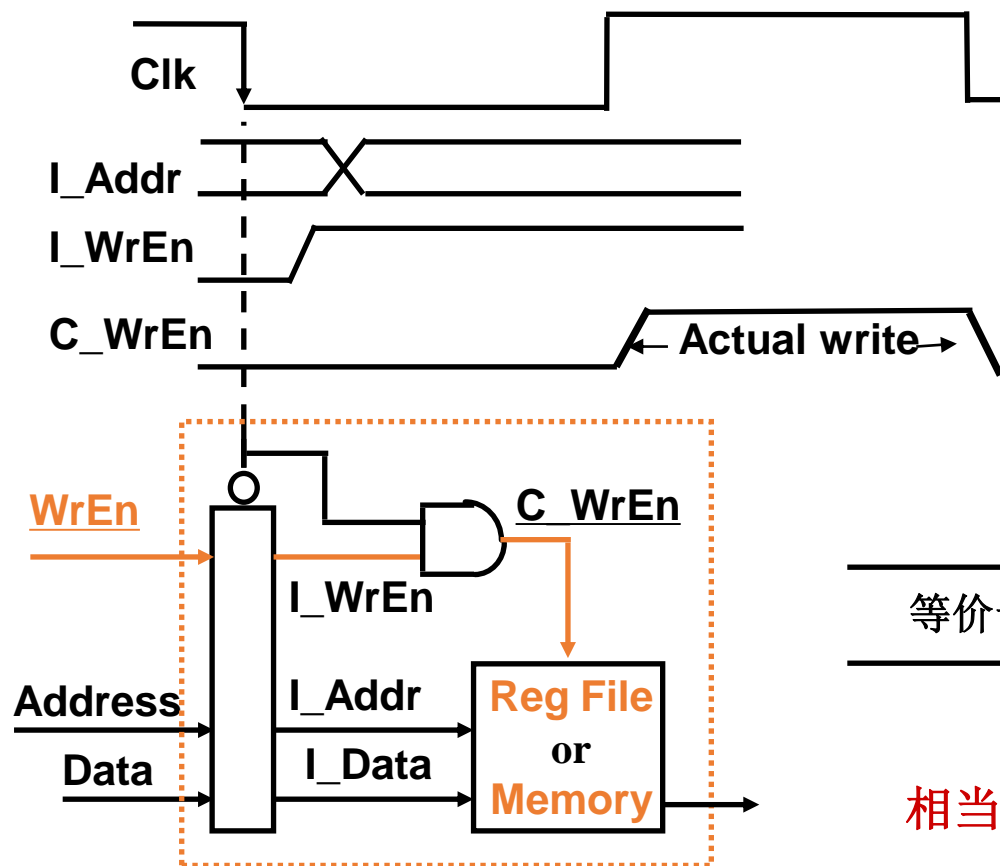 Clk
I_Addr
I_WrEn
C_WrEn
Actual write
WrEn
C_WrEn
I_WrEn
等价
Address
I_Addr
Reg File
or
Data
I_Data
Memory
相当